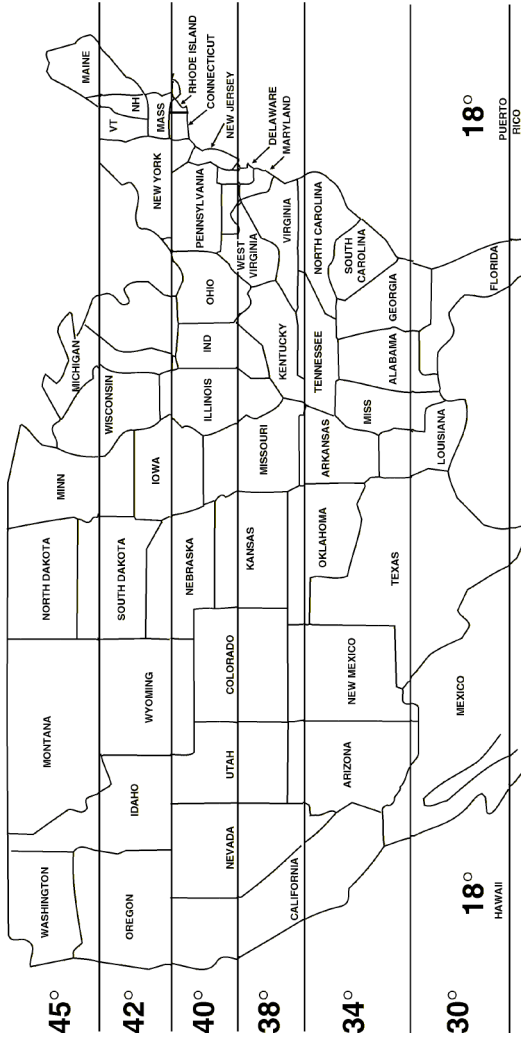 45°
WASHINGTON
MONTANA
NORTH DAKOTA
MINN
MICHIGAN
MAINE
42°
OREGON
IDAHO
WYOMING
SOUTH DAKOTA
IOWA
WISCONSIN
NEW YORK
VT
NH
MASS
RHODE ISLAND
CONNECTICUT
40°
NEVADA
UTAH
COLORADO
NEBRASKA
ILLINOIS
IND
OHIO
PENNSYLVANIA
NEW JERSEY
38°
CALIFORNIA
KANSAS
MISSOURI
KENTUCKY
WEST
VIRGINIA
VIRGINIA
DELAWARE
MARYLAND
34°
ARIZONA
NEW MEXICO
OKLAHOMA
ARKANSAS
TENNESSEE
NORTH CAROLINA
SOUTH
CAROLINA
TEXAS
MISS
ALABAMA
GEORGIA
30°
MEXICO
LOUISIANA
FLORIDA
18°
HAWAII
18°
PUERTO
RICO